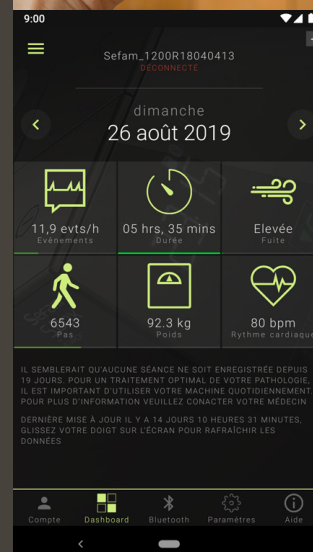 9:00
Sefam_1200R18040413
DÉCONNECTÉ
dimanche
26 août 2019
11,9 evts/h
Evénements
05 hrs, 35 mins
Durée
Elevée
Fuite
6543
Pas
92.3 kg
Poids
80 bpm
Rythme cardiaque
IL SEMBLERAIT QU'AUCUNE SÉANCE NE SOIT ENREGISTRÉE DEPUIS
19 JOURS. POUR UN TRAITEMENT OPTIMAL DE VOTRE PATHOLOGIE,
IL EST IMPORTANT D'UTILISER VOTRE MACHINE QUOTIDIENNEMENT.
POUR PLUS D'INFORMATION VEUILLEZ CONACTER VOTRE MÉDECIN
DERNIÈRE MISE À JOUR IL Y A 14 JOURS 10 HEURES 31 MINUTES,
GLISSEZ VOTRE DOIGT SUR L'ÉCRAN POUR RAFRAÎCHIR LES
DONNÉES
Compte Dashboard Bluetooth Paramètres Aide